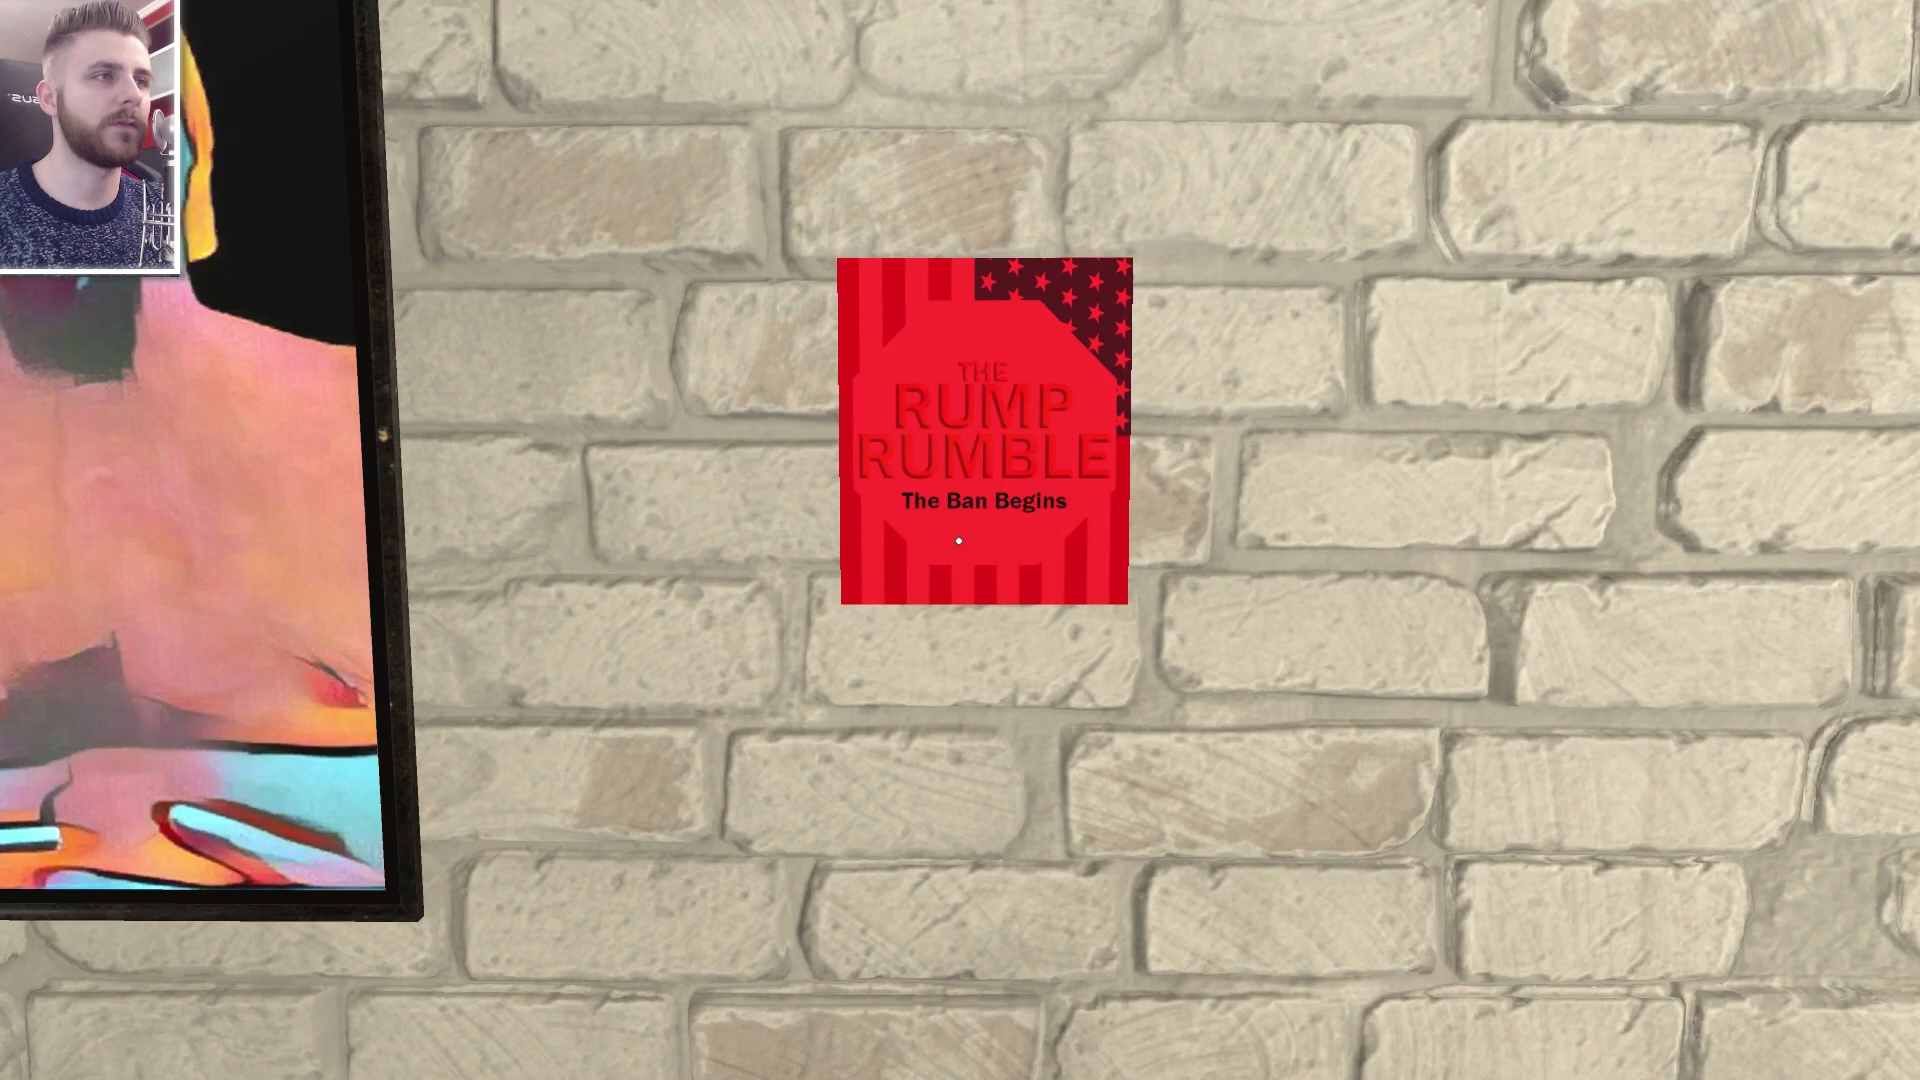 THE
RUMP
RUMBLE
The Ban Begins